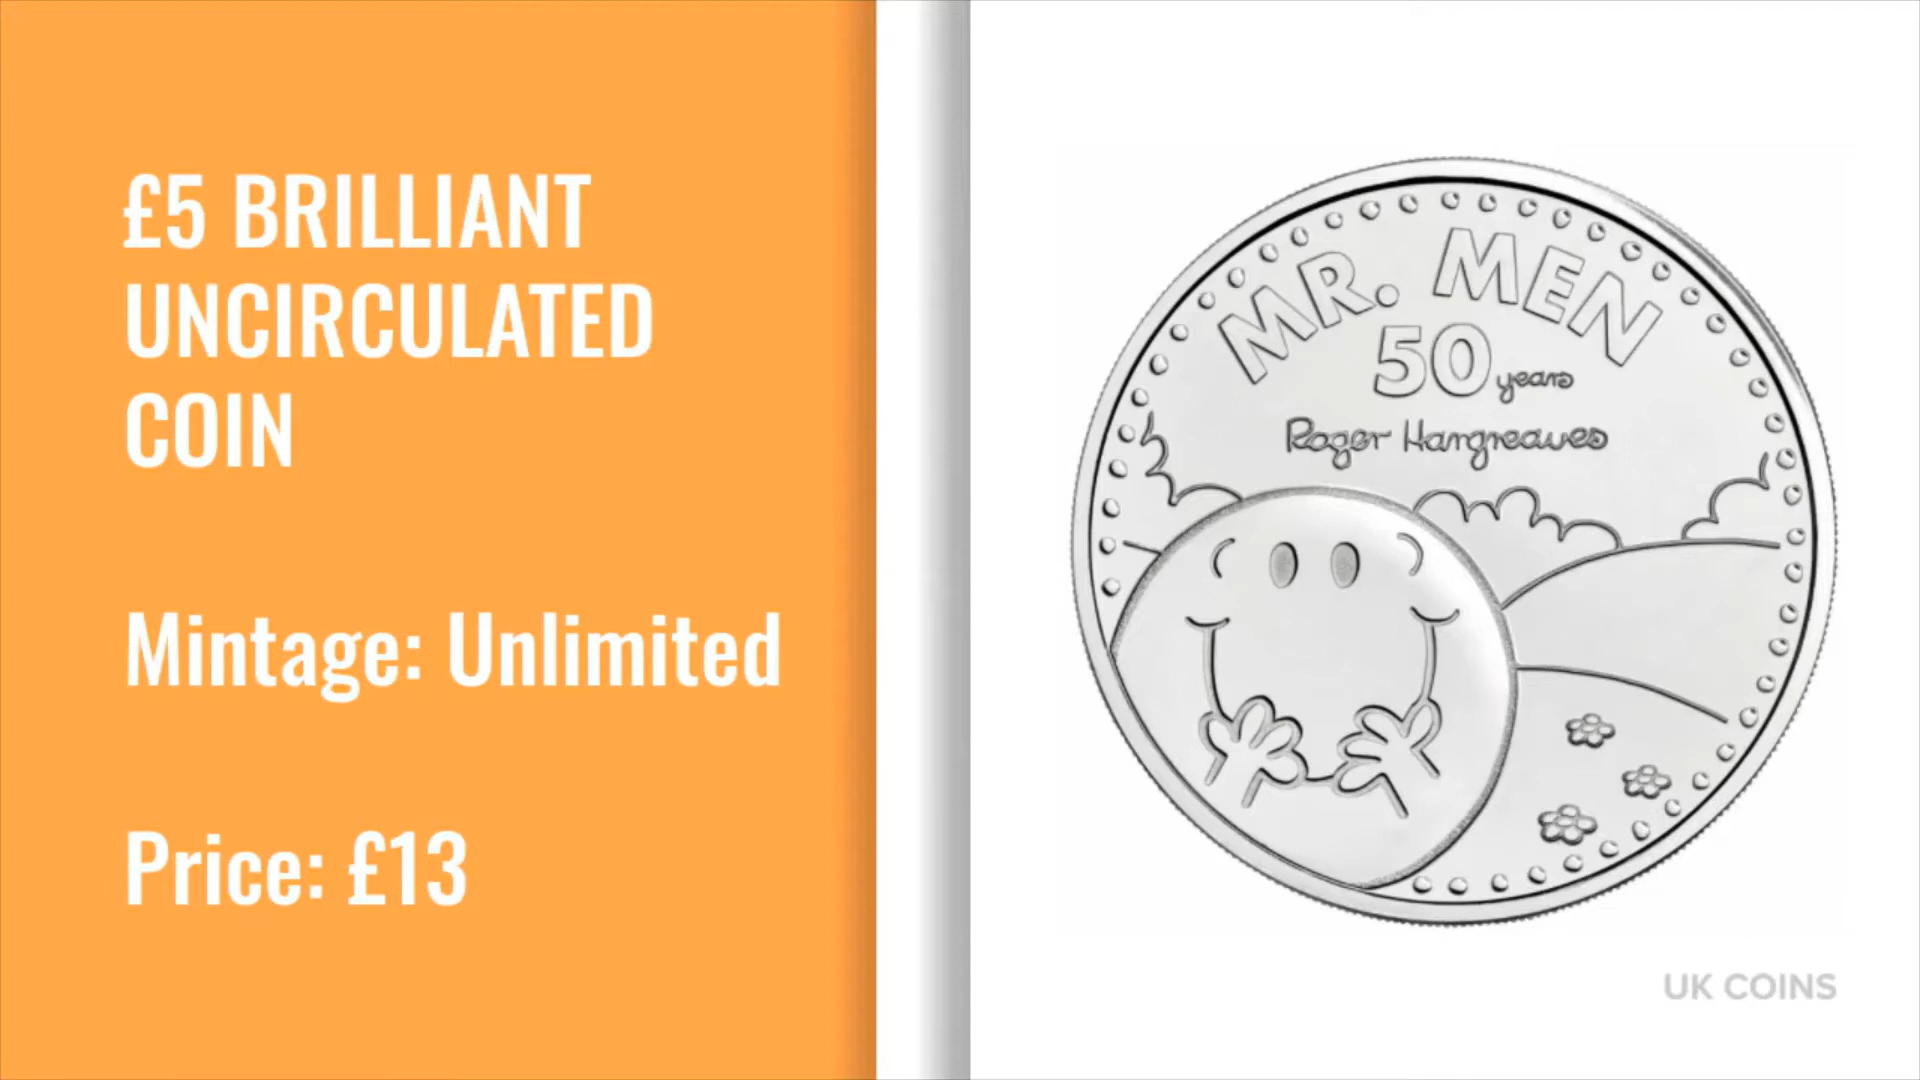 £5 BRILLIANT
UNCIRCULATED
COIN
Mintage: Unlimited
Price: £13
MR. MEN
50 years
Roger Hargreaves
UK COINS